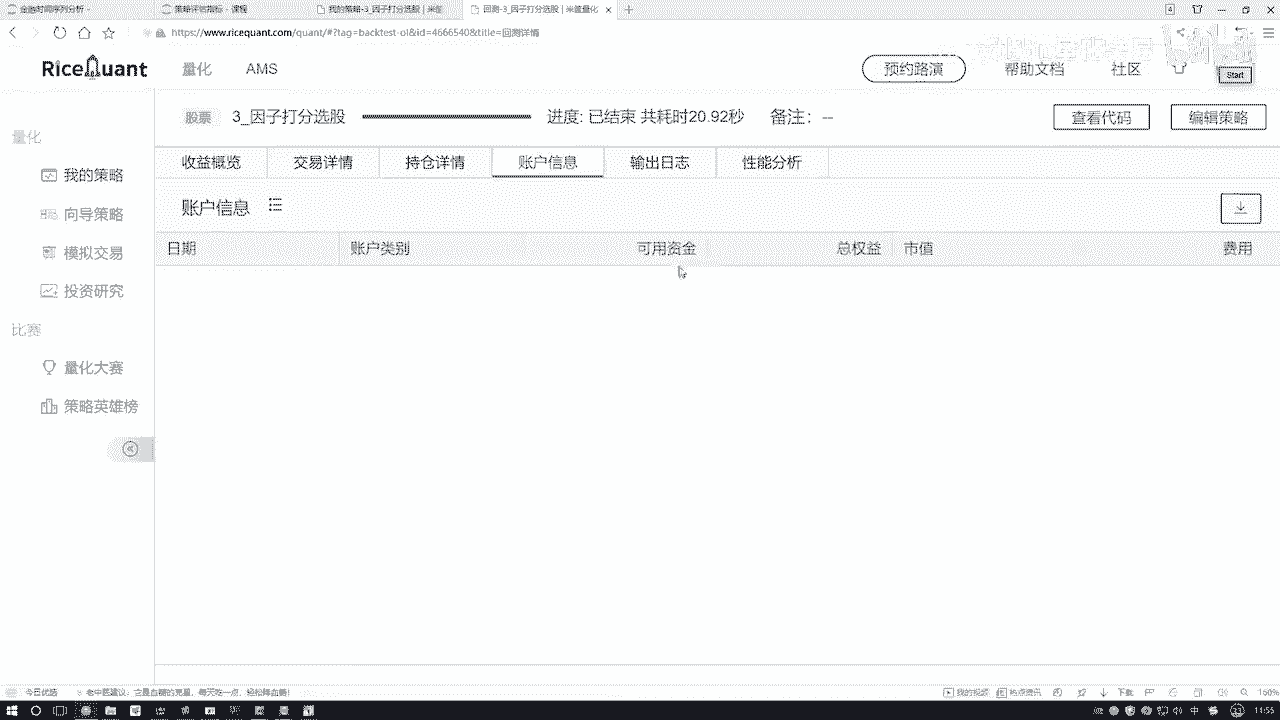 金融时间序列分析 -
策略评估指标 - 课程
我的策略-3_因子打分选股 | 米筐
回测-3_因子打分选股 | 米筐量化
https://www.ricequant.com/quant/#?tag=backtest-ol&id=4666540&title=回测详情
RiceQuant
量化
AMS
预约路演
帮助文档
社区
Start
股票
3_因子打分选股
进度: 已结束 共耗时20.92秒
备注: --
查看代码
编辑策略
量化
我的策略
向导策略
模拟交易
投资研究
比赛
量化大赛
策略英雄榜
收益概览
交易详情
持仓详情
账户信息
输出日志
性能分析
账户信息
日期
账户类别
可用资金
总权益
市值
费用
今日优选
我的视频
热点资讯
下载
160%
中
11:55